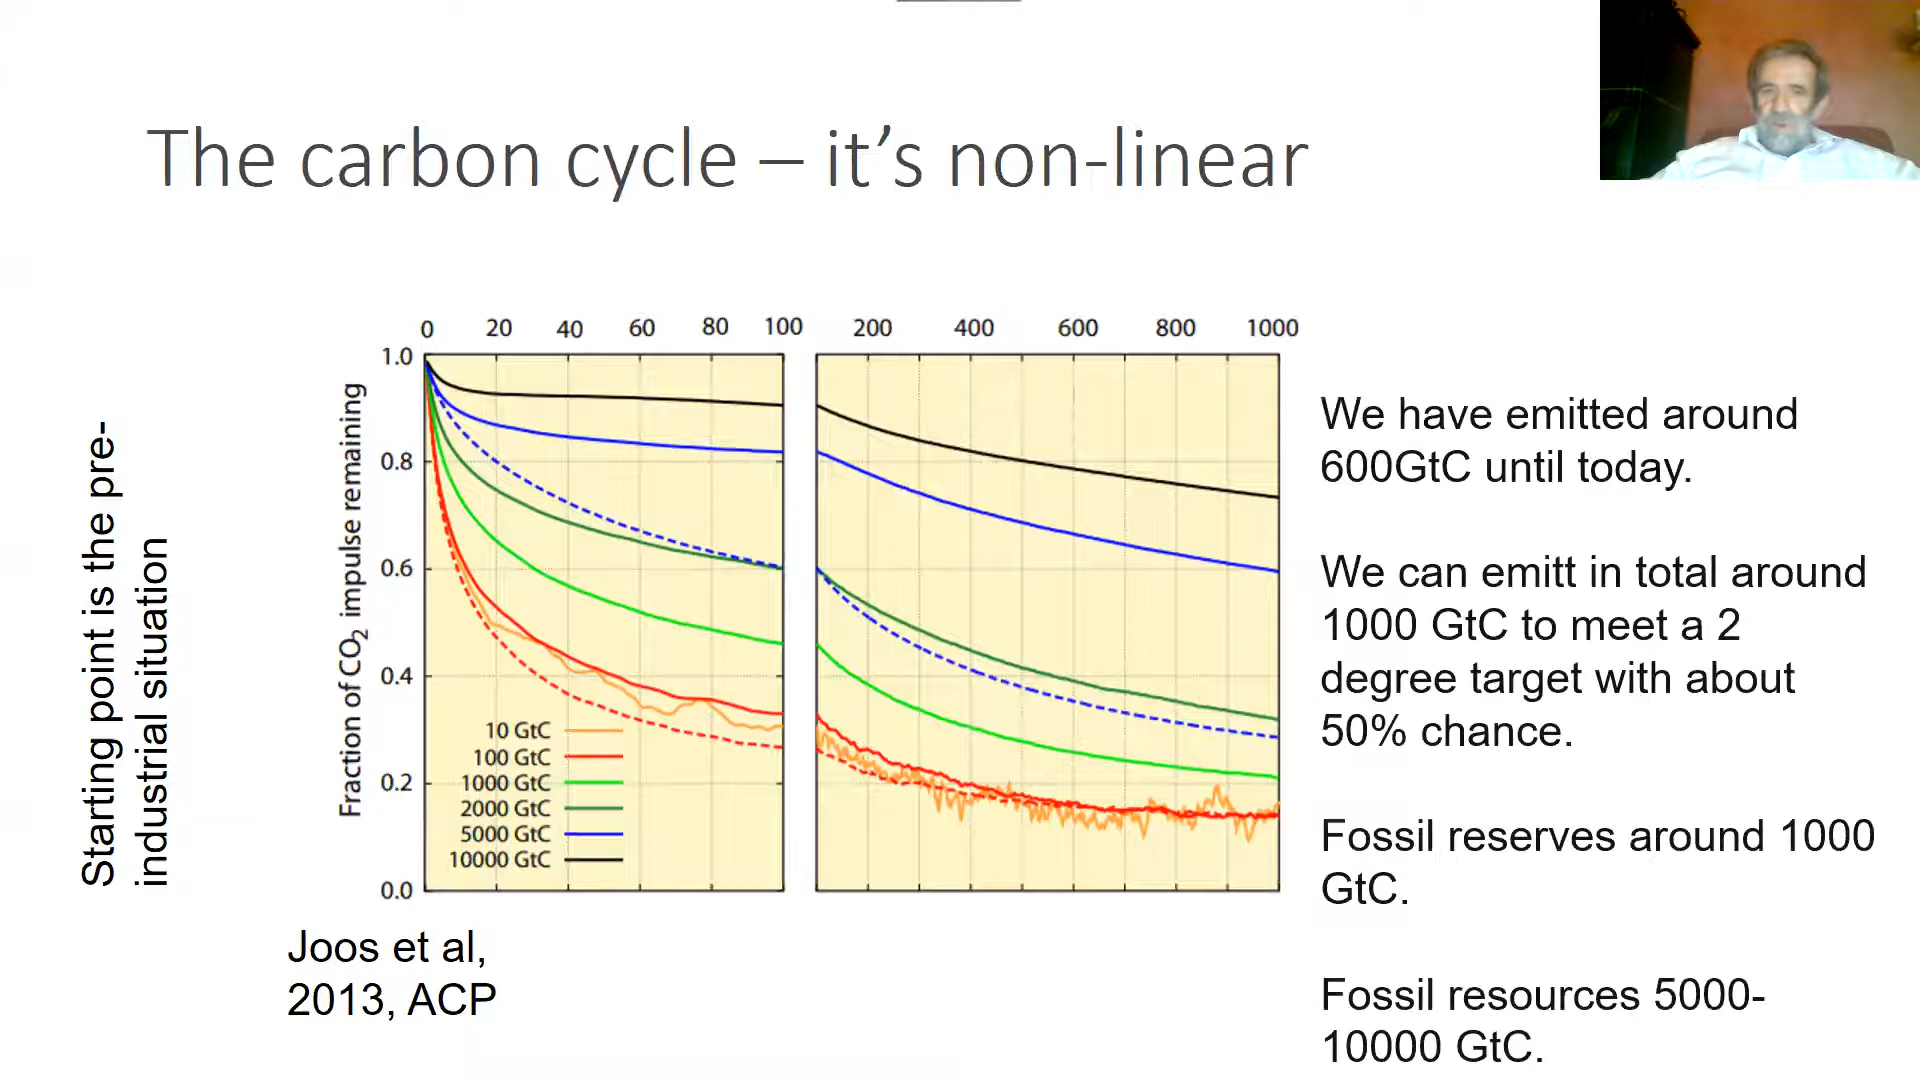 The carbon cycle – it’s non-linear
Starting point is the pre-
industrial situation
0 20 40 60 80 100 200 400 600 800 1000
1.0
0.8
0.6
0.4
0.2
0.0
Fraction of CO2 impulse remaining
10 GtC
100 GtC
1000 GtC
2000 GtC
5000 GtC
10000 GtC
Joos et al,
2013, ACP
We have emitted around
600GtC until today.
We can emitt in total around
1000 GtC to meet a 2
degree target with about
50% chance.
Fossil reserves around 1000
GtC.
Fossil resources 5000-
10000 GtC.